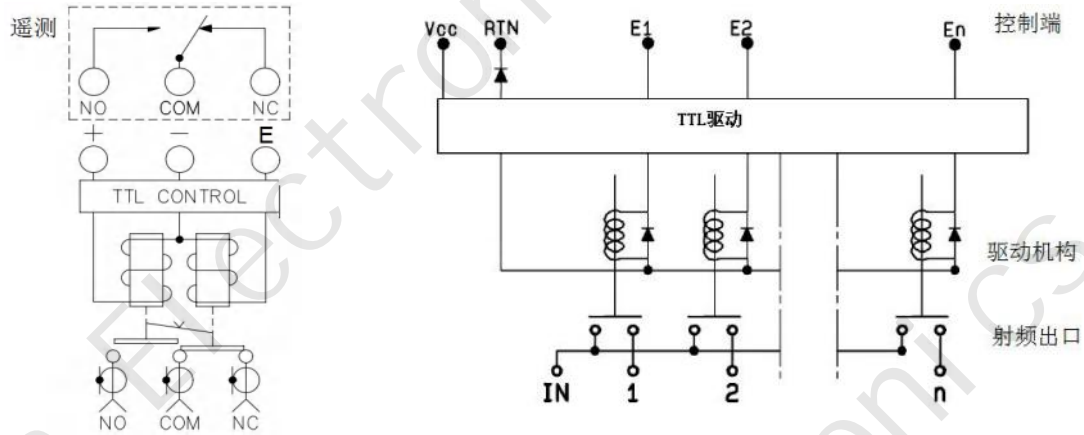 遥测
NO COM NC
+ − E
TTL CONTROL
NO COM NC
Vcc RTN E1 E2 En 控制端
TTL驱动
驱动机构
射频出口
IN 1 2 n
Electronics